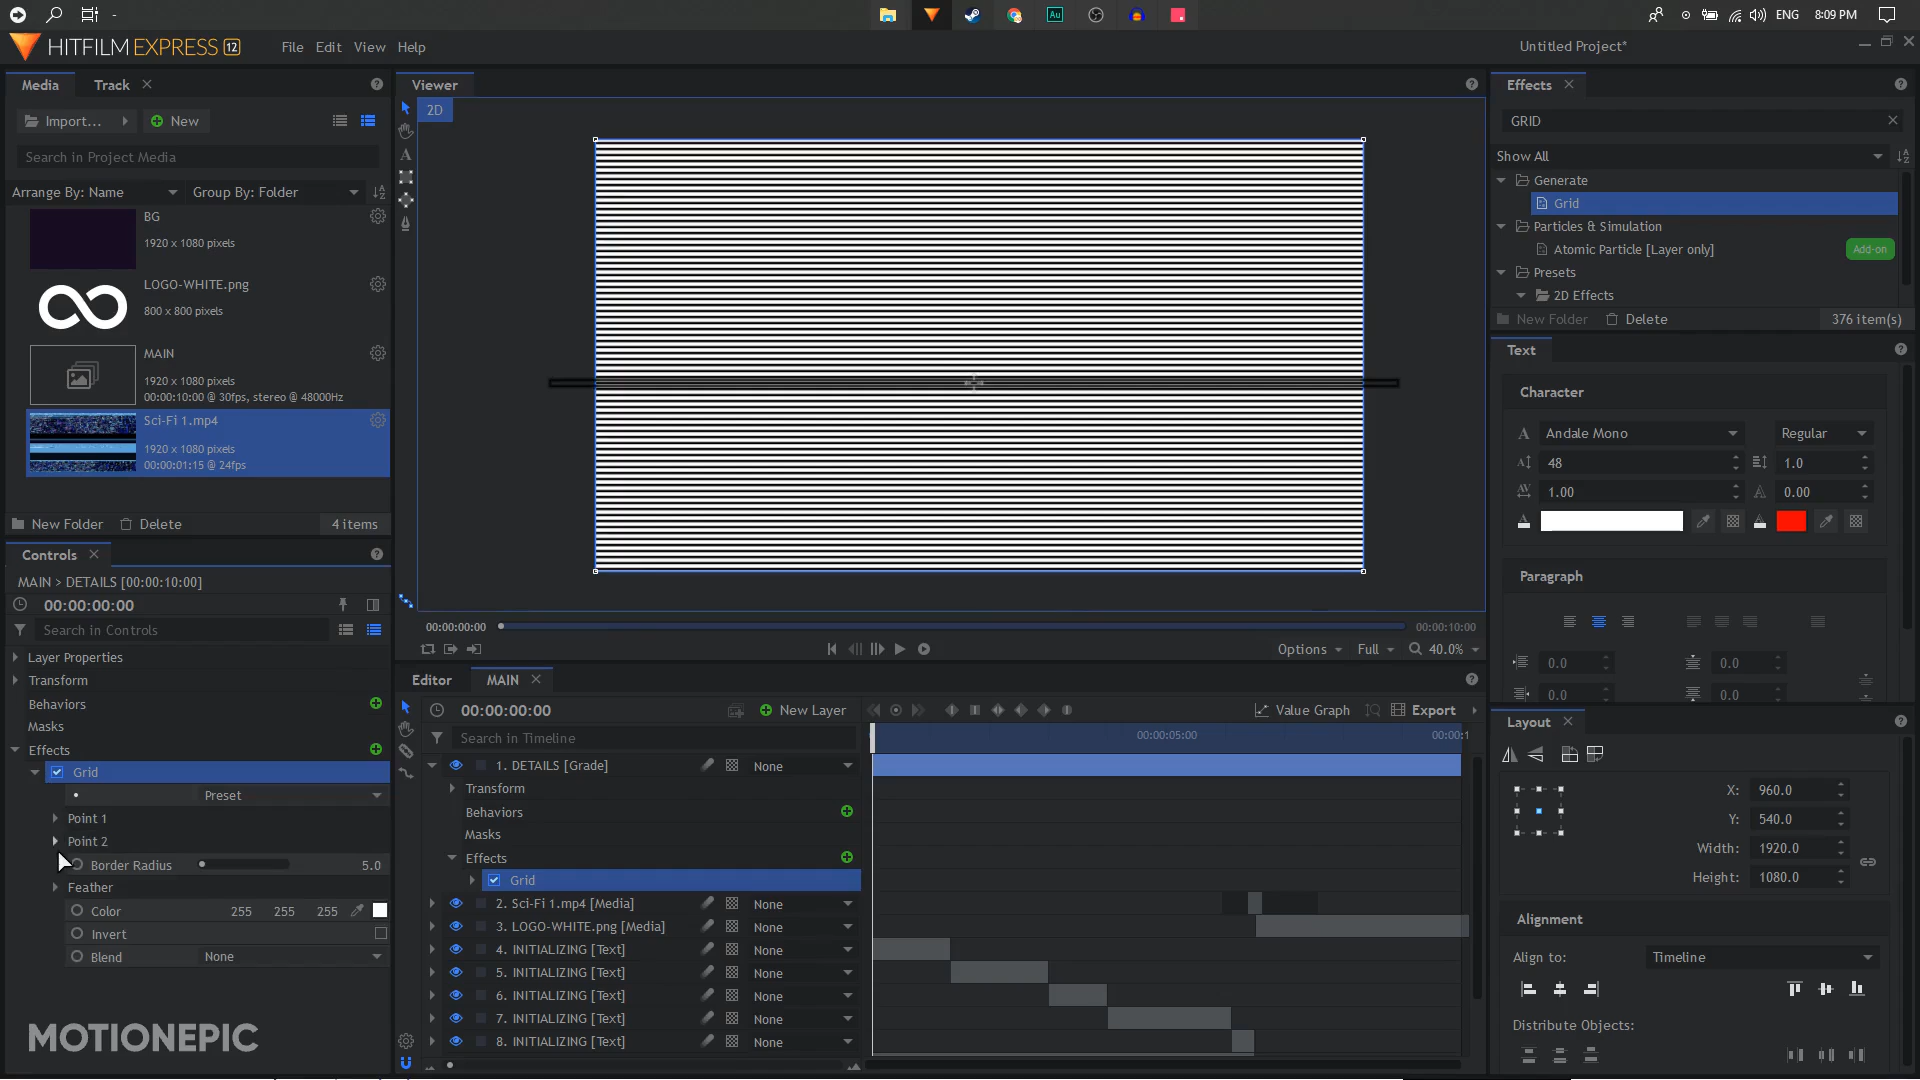 ENG
8:09 PM
Au
HITFILM EXPRESS 12
File Edit View Help
Untitled Project*
Media
Track
Import...
New
Search in Project Media
Arrange By: Name
Group By: Folder
BG
1920 x 1080 pixels
LOGO-WHITE.png
800 x 800 pixels
MAIN
1920 x 1080 pixels
00:00:10:00 @ 30fps, stereo @ 48000Hz
Sci-Fi 1.mp4
1920 x 1080 pixels
00:00:01:15 @ 24fps
New Folder
Delete
4 items
Controls
MAIN > DETAILS [00:00:10:00]
00:00:00:00
Search in Controls
Layer Properties
Transform
Behaviors
Masks
Effects
Grid
Preset
Point 1
Point 2
Border Radius 5.0
Feather
Color 255 255 255
Invert
Blend None
MOTIONEPIC
Viewer
2D
00:00:00:00
00:00:10:00
Options
Full
40.0%
Editor
MAIN
00:00:00:00
New Layer
Value Graph
Export
Search in Timeline
00:00:05:00
00:00:1
1. DETAILS [Grade] None
Transform
Behaviors
Masks
Effects
Grid
2. Sci-Fi 1.mp4 [Media] None
3. LOGO-WHITE.png [Media] None
4. INITIALIZING [Text] None
5. INITIALIZING [Text] None
6. INITIALIZING [Text] None
7. INITIALIZING [Text] None
8. INITIALIZING [Text] None
Effects
GRID
Show All
Generate
Grid
Particles & Simulation
Atomic Particle [Layer only] Add-on
Presets
2D Effects
New Folder
Delete
376 item(s)
Text
Character
Andale Mono
Regular
48
1.0
1.00
0.00
Paragraph
0.0
0.0
0.0
0.0
Layout
X: 960.0
Y: 540.0
Width: 1920.0
Height: 1080.0
Alignment
Align to: Timeline
Distribute Objects: